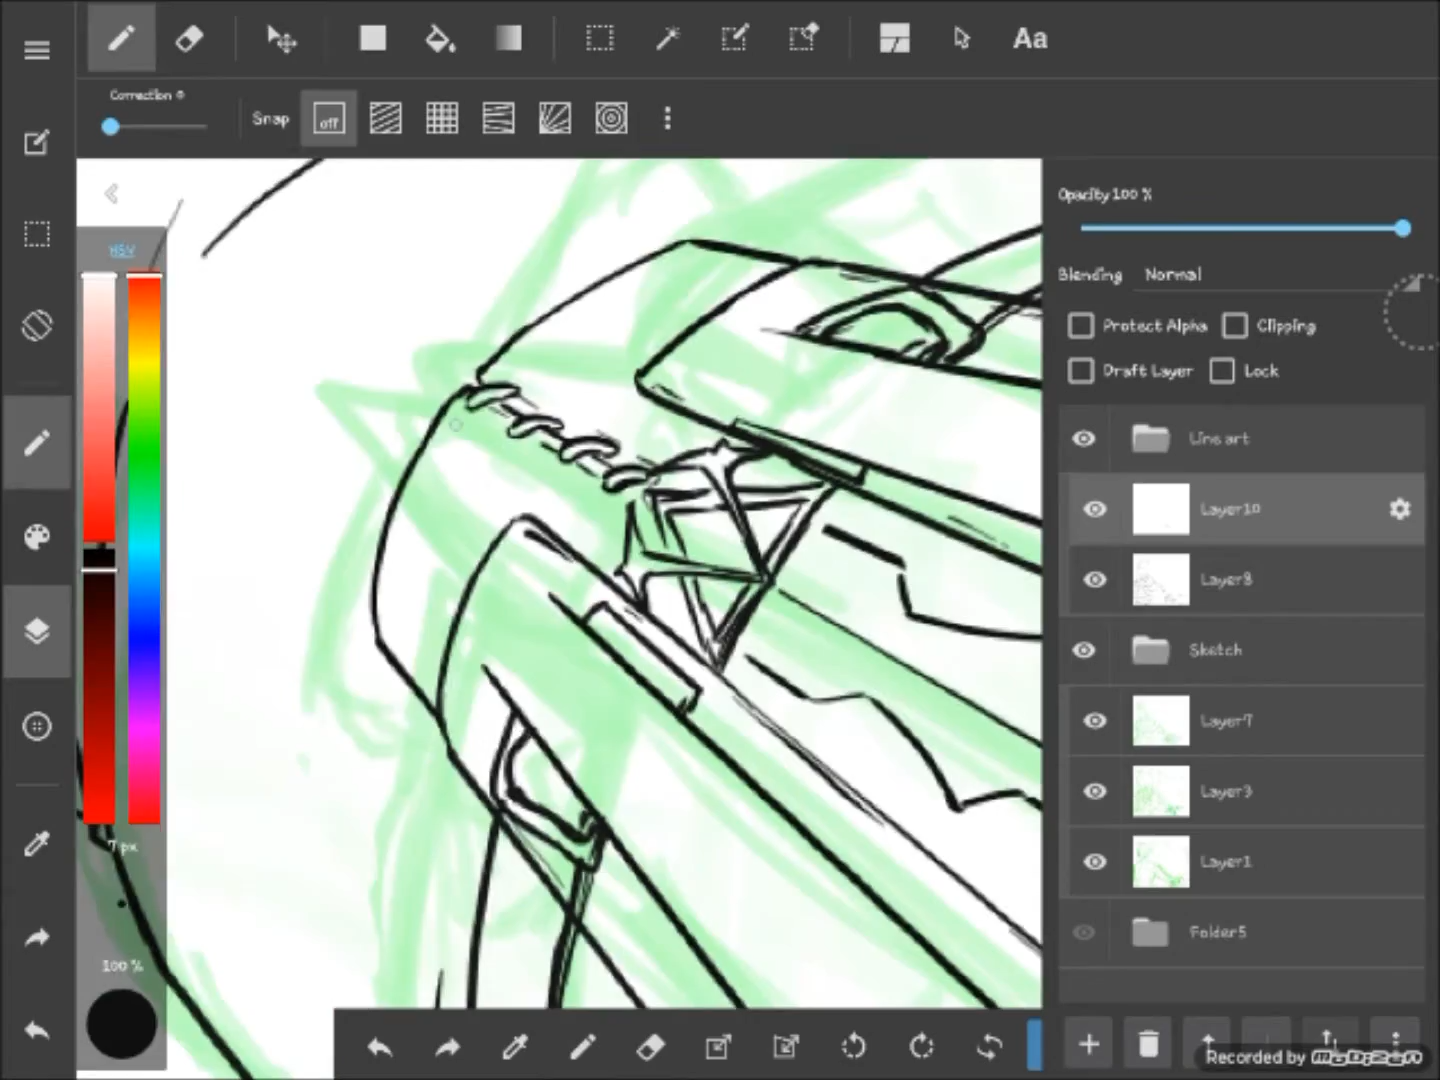 Aa
Correction
Snap
off
Opacity 100 %
HSV
Blending Normal
Protect Alpha Clipping
Draft Layer Lock
Line art
Layer10
Layer8
Sketch
Layer7
Layer3
Layer1
Folder5
7 px
100 %
Recorded by